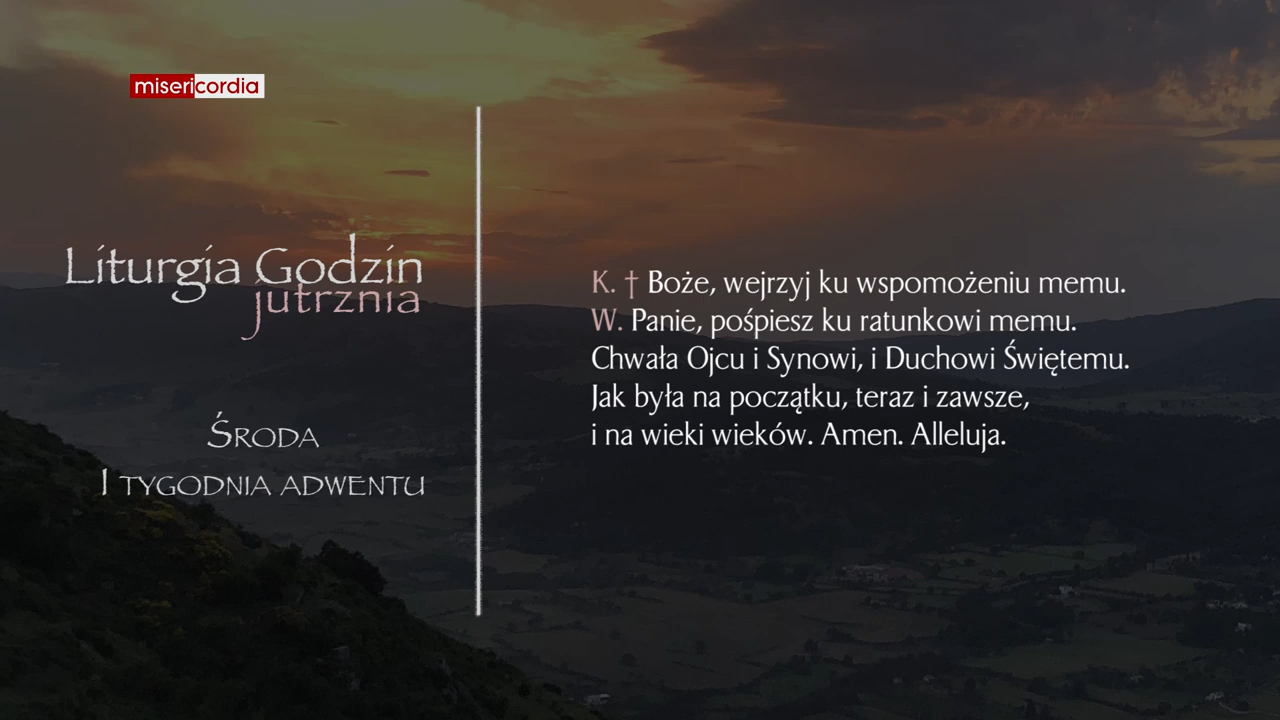 misericordia
Liturgia Godzin
jutrznia
Środa
I tygodnia adwentu
K. † Boże, wejrzyj ku wspomożeniu memu.
W. Panie, pośpiesz ku ratunkowi memu.
Chwała Ojcu i Synowi, i Duchowi Świętemu.
Jak była na początku, teraz i zawsze,
i na wieki wieków. Amen. Alleluja.